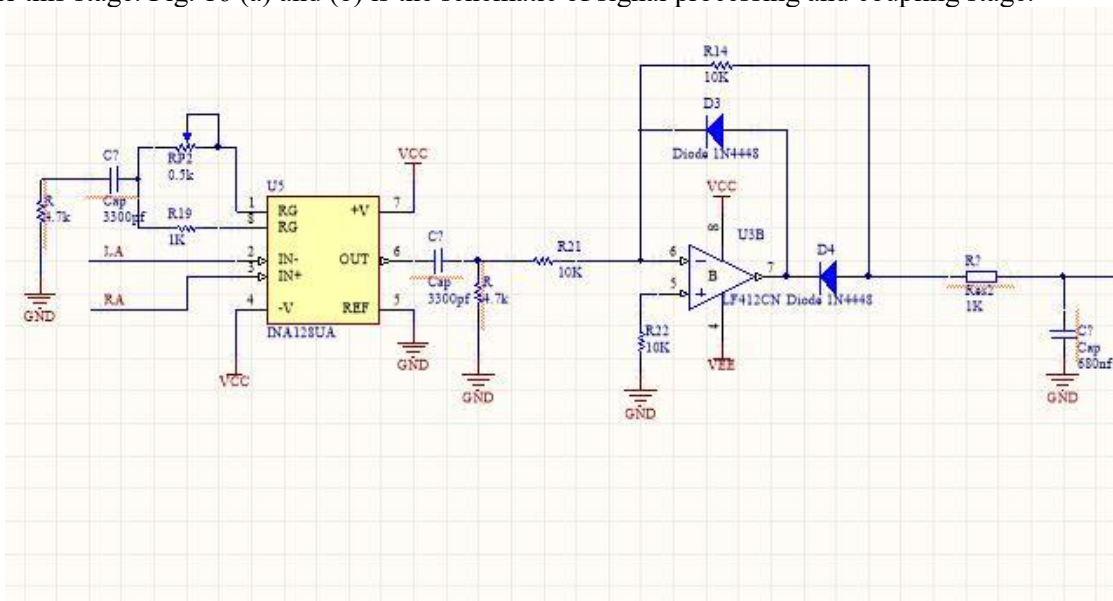 R14
10K
D3
Diode 1N4448
C?
RP2
0.5k
VCC
VCC
R
4.7k
Cap
3300pf
R19
1K
U5
1 RG +V 7
8 RG
LA
2 IN- OUT 6
3 IN+
RA
4 -V REF 5
INA128UA
C?
Cap
3300pf
R
4.7k
R21
10K
8
U3B
6
B
7
5
D4
LF412CN Diode 1N4448
R?
Res2
1K
R22
10K
4
VEE
C?
Cap
680nf
GND
VCC
GND
GND
GND
GND